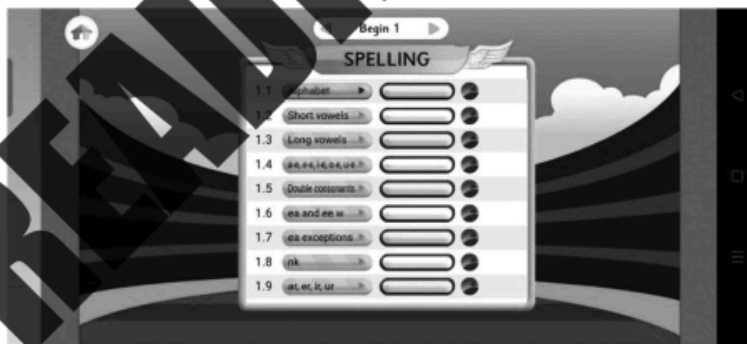 Begin 1
SPELLING
1.1 Alphabet
1.2 Short vowels
1.3 Long vowels
1.4 a-e, e-e, i-e, o-e, u-e
1.5 Double consonants
1.6 ea and ee w
1.7 ea exceptions
1.8 nk
1.9 ar, er, ir, ur
READ